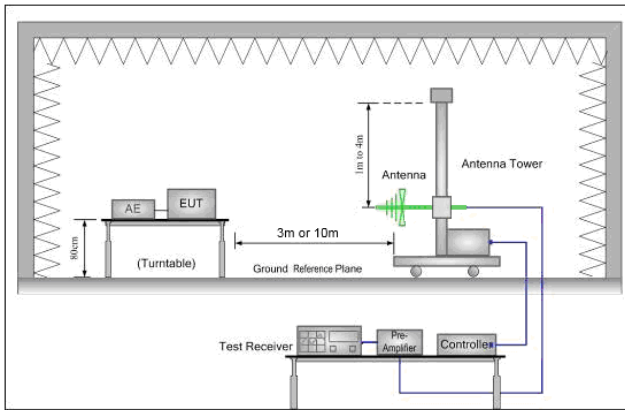 1m to 4m
Antenna
Antenna Tower
AE
EUT
80cm
(Turntable)
3m or 10m
Ground Reference Plane
Test Receiver
Pre-
Amplifier
Controlle